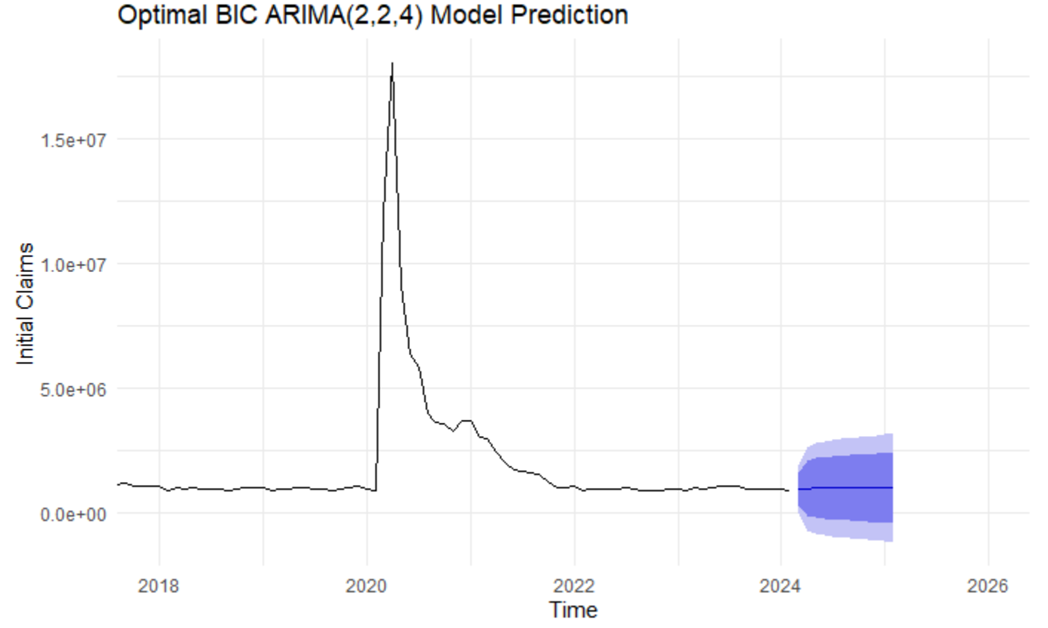 Optimal BIC ARIMA(2,2,4) Model Prediction
1.5e+07
1.0e+07
5.0e+06
0.0e+00
Initial Claims
2018 2020 2022 2024 2026
Time